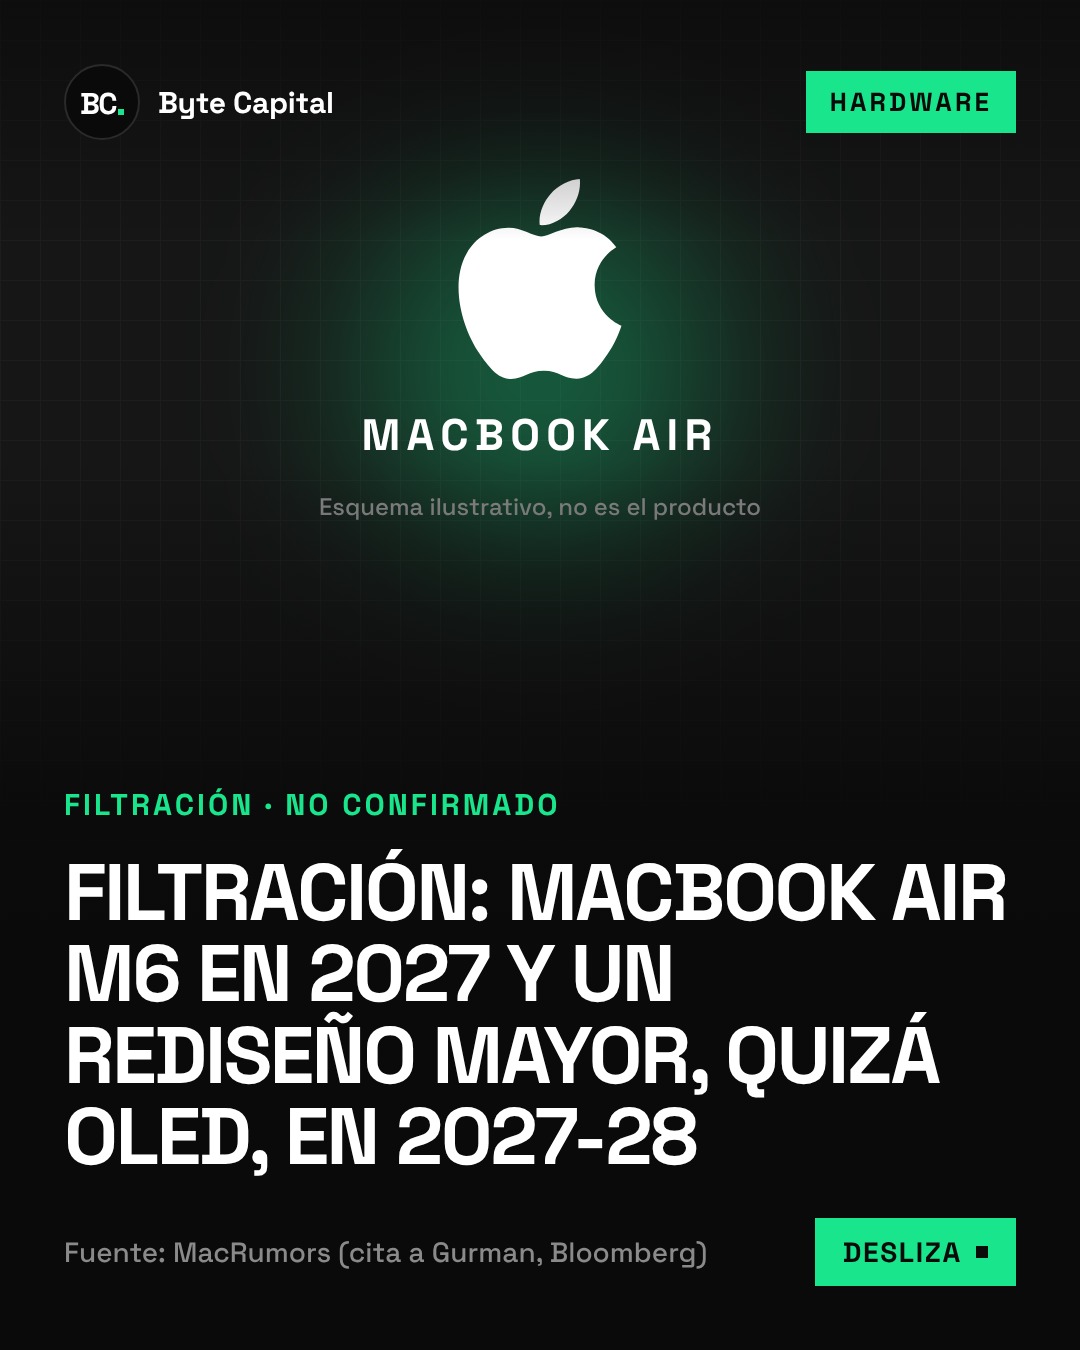 BC.
Byte Capital
HARDWARE
MACBOOK AIR
Esquema ilustrativo, no es el producto
FILTRACIÓN · NO CONFIRMADO
FILTRACIÓN: MACBOOK AIR
M6 EN 2027 Y UN
REDISEÑO MAYOR, QUIZÁ
OLED, EN 2027-28
Fuente: MacRumors (cita a Gurman, Bloomberg)
DESLIZA